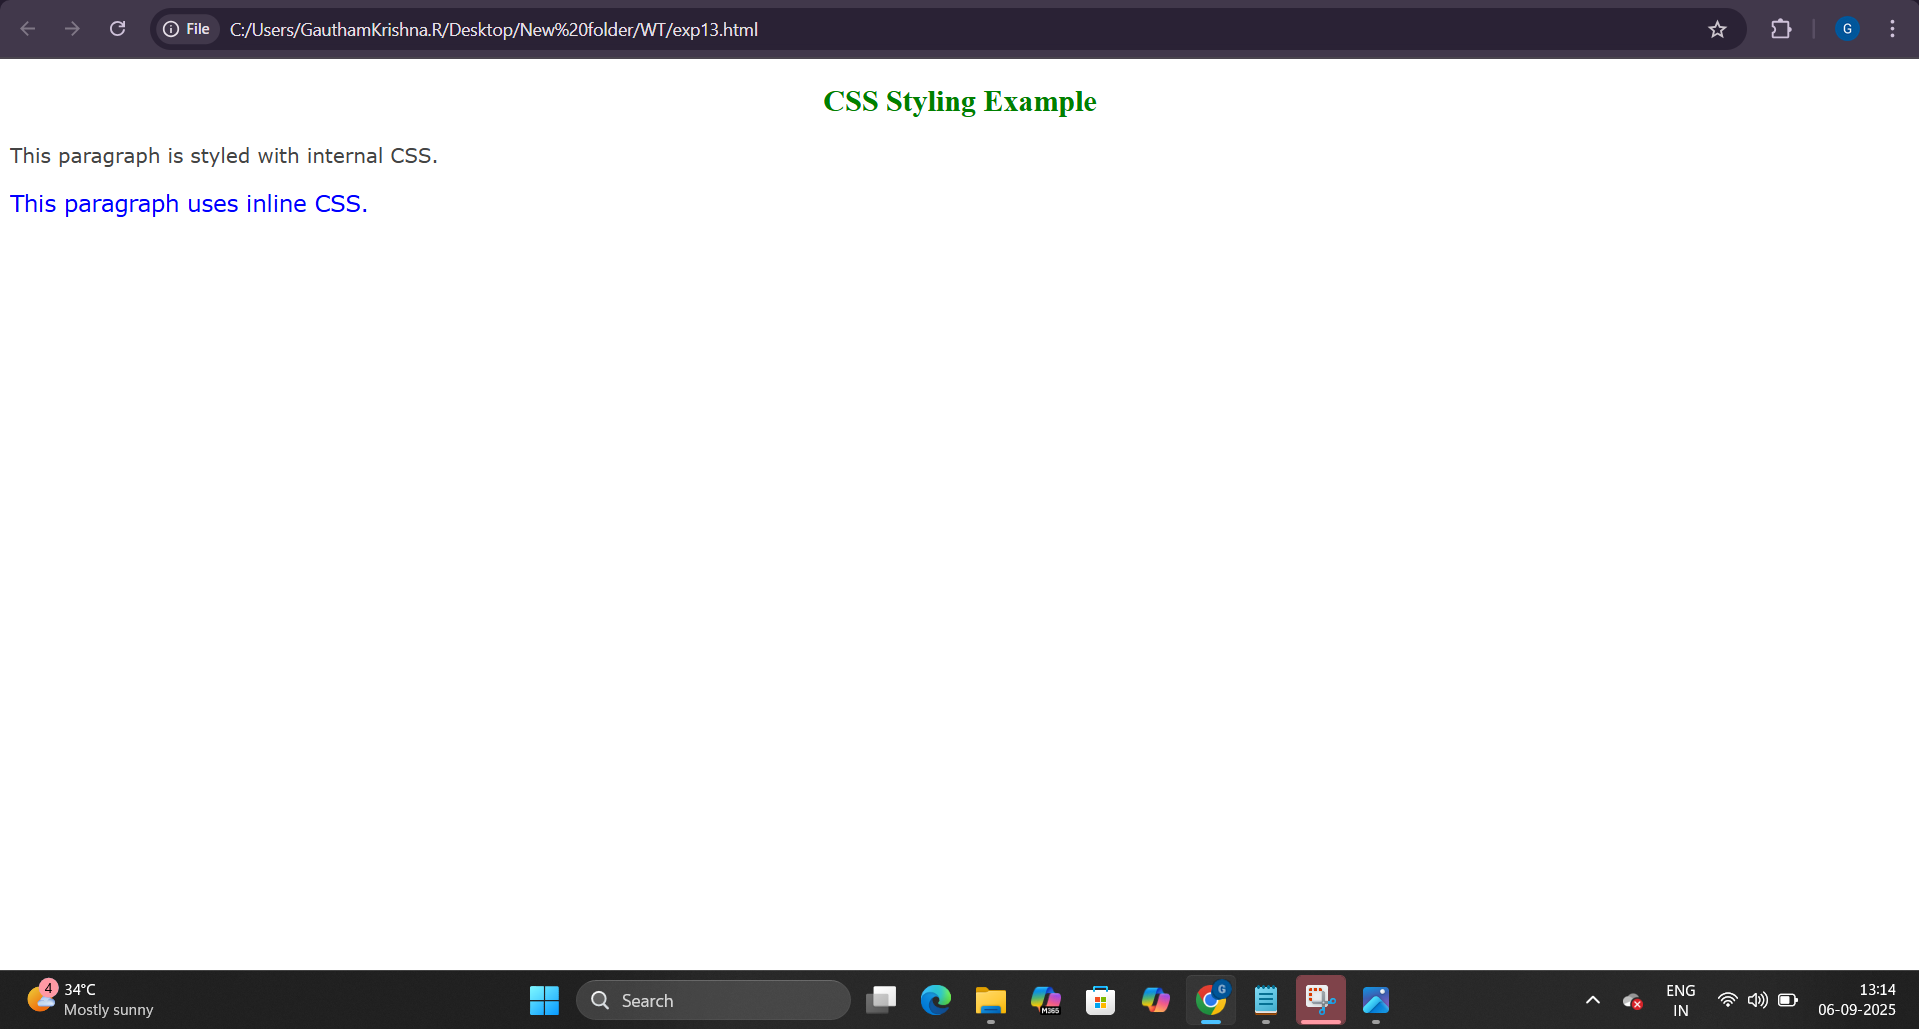 File C:/Users/GauthamKrishna.R/Desktop/New%20folder/WT/exp13.html
G
CSS Styling Example
This paragraph is styled with internal CSS.
This paragraph uses inline CSS.
4
34°C
Mostly sunny
Search
M365
G
ENG
IN
13:14
06-09-2025